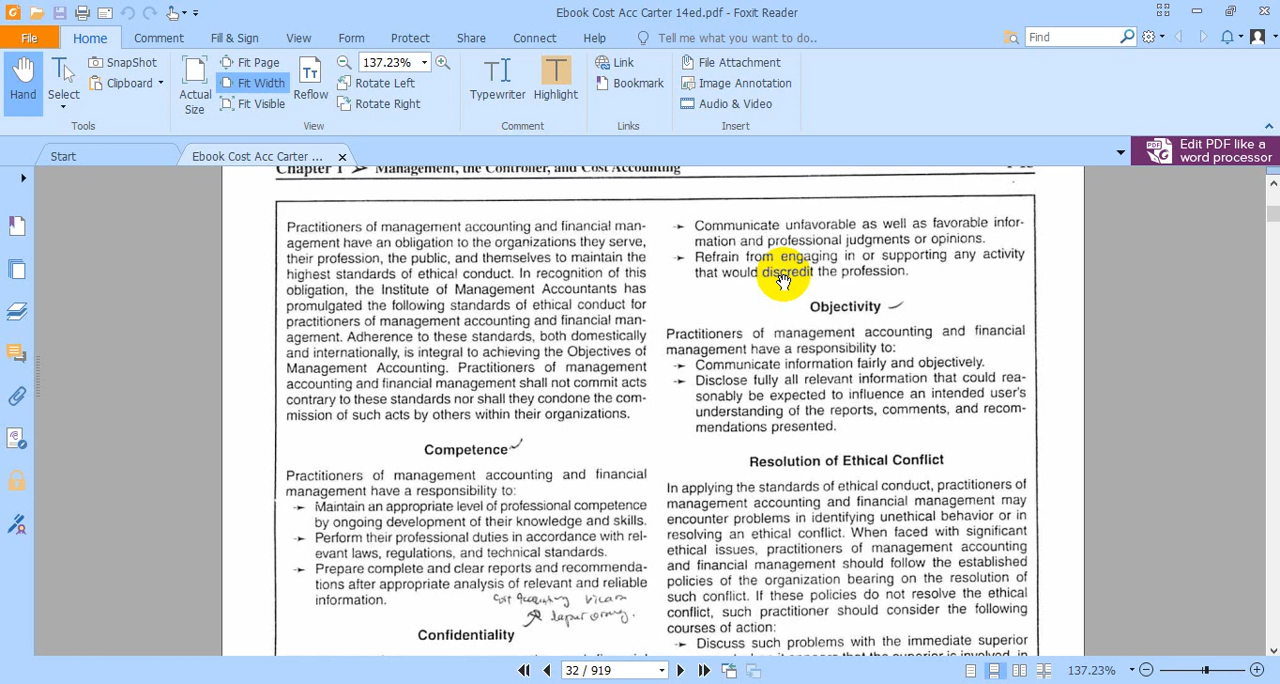 Ebook Cost Acc Carter 14ed.pdf - Foxit Reader
File Home Comment Fill & Sign View Form Protect Share Connect Help Tell me what you want to do.. Find
Hand
Select
SnapShot
Clipboard
Tools
Actual Size
Fit Page
Fit Width
Fit Visible
Reflow
137.23%
Rotate Left
Rotate Right
View
Typewriter
Highlight
Comment
Link
Bookmark
Links
File Attachment
Image Annotation
Audio & Video
Insert
Start
Ebook Cost Acc Carter ...
Edit PDF like a
word processor
Chapter 1 Management, the Controller, and Cost Accounting
Practitioners of management accounting and financial man-
agement have an obligation to the organizations they serve,
their profession, the public, and themselves to maintain the
highest standards of ethical conduct. In recognition of this
obligation, the Institute of Management Accountants has
promulgated the following standards of ethical conduct for
practitioners of management accounting and financial man-
agement. Adherence to these standards, both domestically
and internationally, is integral to achieving the Objectives of
Management Accounting. Practitioners of management
accounting and financial management shall not commit acts
contrary to these standards nor shall they condone the com-
mission of such acts by others within their organizations.
Competence
Practitioners of management accounting and financial
management have a responsibility to:
Maintain an appropriate level of professional competence
by ongoing development of their knowledge and skills.
Perform their professional duties in accordance with rel-
evant laws, regulations, and technical standards.
Prepare complete and clear reports and recommenda-
tions after appropriate analysis of relevant and reliable
information.
Cost Accounting
Confidentiality
Communicate unfavorable as well as favorable infor-
mation and professional judgments or opinions.
Refrain from engaging in or supporting any activity
that would discredit the profession.
Objectivity
Practitioners of management accounting and financial
management have a responsibility to:
Communicate information fairly and objectively.
Disclose fully all relevant information that could rea-
sonably be expected to influence an intended user's
understanding of the reports, comments, and recom-
mendations presented.
Resolution of Ethical Conflict
In applying the standards of ethical conduct, practitioners of
management accounting and financial management may
encounter problems in identifying unethical behavior or in
resolving an ethical conflict. When faced with significant
ethical issues, practitioners of management accounting
and financial management should follow the established
policies of the organization bearing on the resolution of
such conflict. If these policies do not resolve the ethical
conflict, such practitioner should consider the following
courses of action:
Discuss such problems with the immediate superior
32 / 919
137.23%